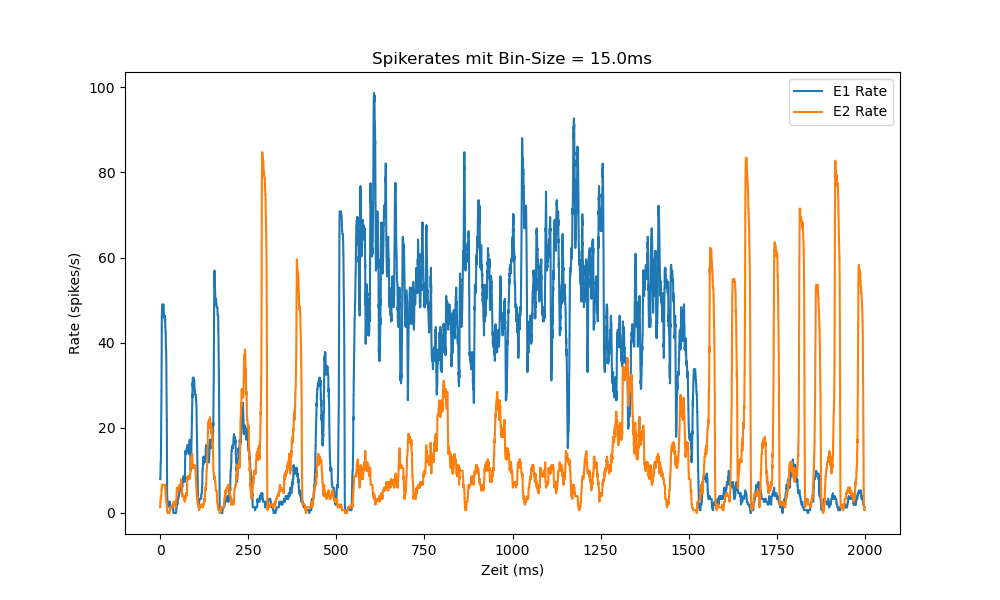 Spikerates mit Bin-Size = 15.0ms
E1 Rate
E2 Rate
100
80
60
40
20
0
Rate (spikes/s)
0 250 500 750 1000 1250 1500 1750 2000
Zeit (ms)